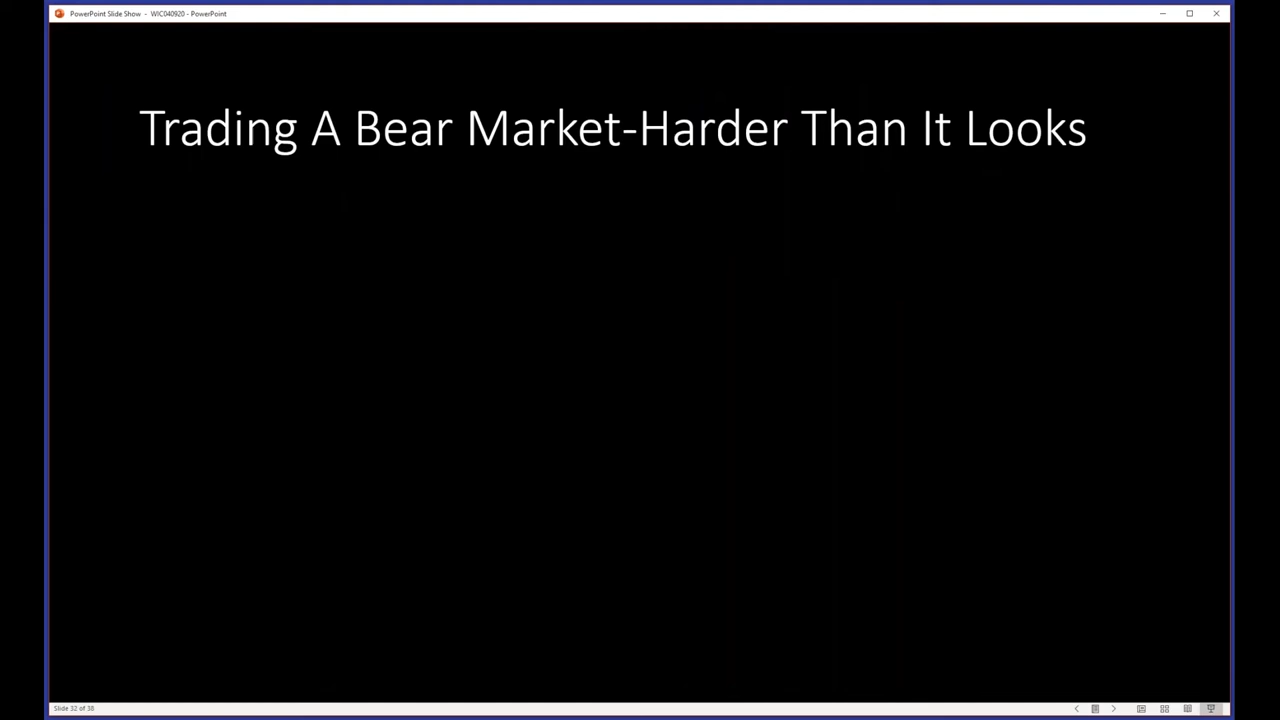 PowerPoint Slide Show - WIC040920 - PowerPoint
Trading A Bear Market-Harder Than It Looks
Slide 32 of 38